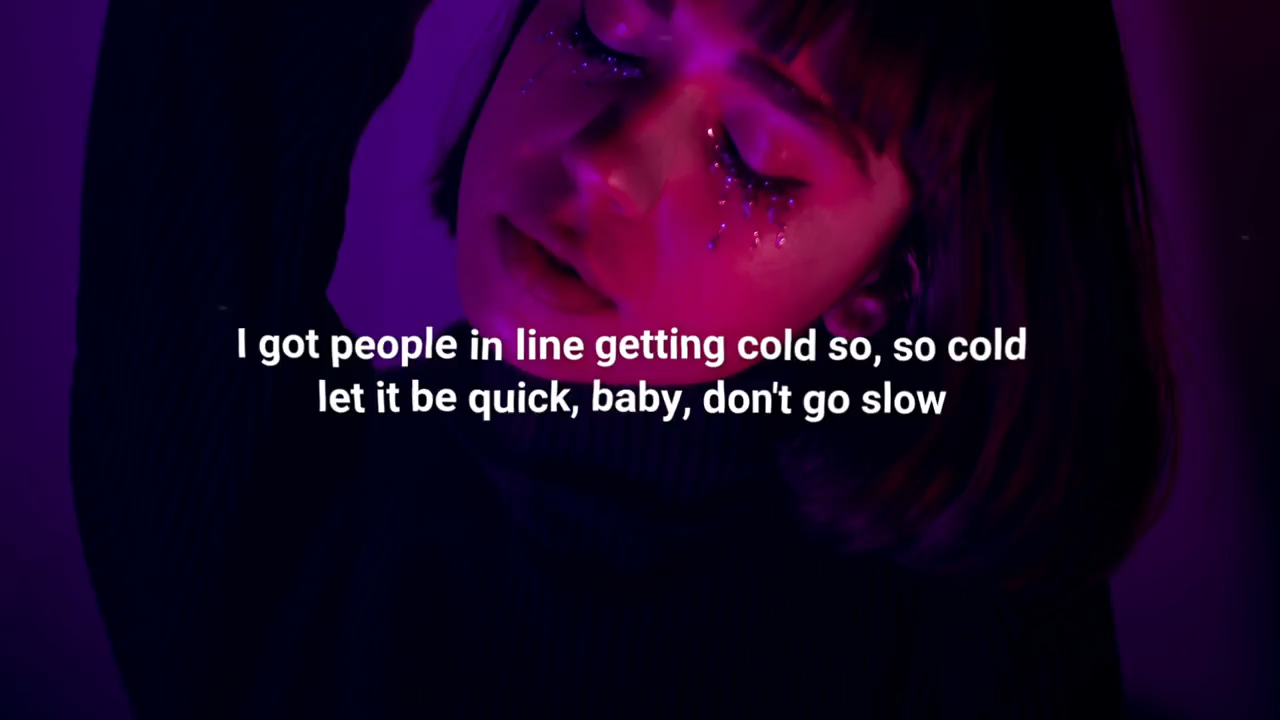 I got people in line getting cold so, so cold
let it be quick, baby, don't go slow